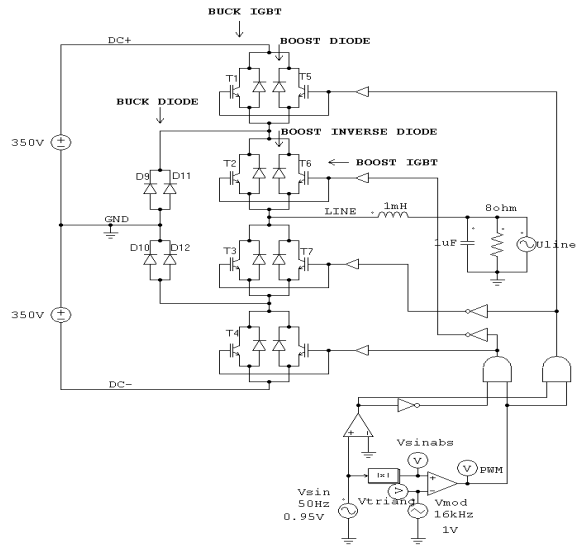 BUCK IGBT
DC+
BOOST DIODE
T1
T5
BUCK DIODE
350V
BOOST INVERSE DIODE
T2
T6
BOOST IGBT
D9
D11
LINE
1mH
8ohm
GND
1uF
Uline
D10
D12
T3
T7
350V
T4
DC-
Vsinabs
|x|
V
V
PWM
Vsin
50Hz
0.95V
Vtriang
V
Vmod
16kHz
1V